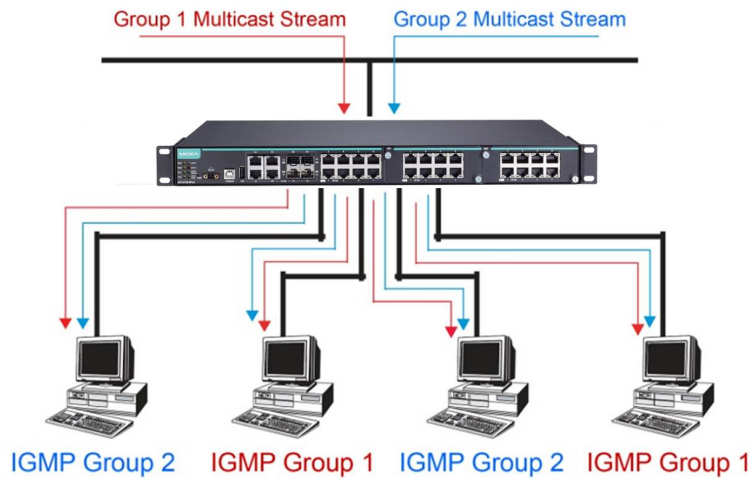 Group 1 Multicast Stream
Group 2 Multicast Stream
MOXA
IGMP Group 2
IGMP Group 1
IGMP Group 2
IGMP Group 1